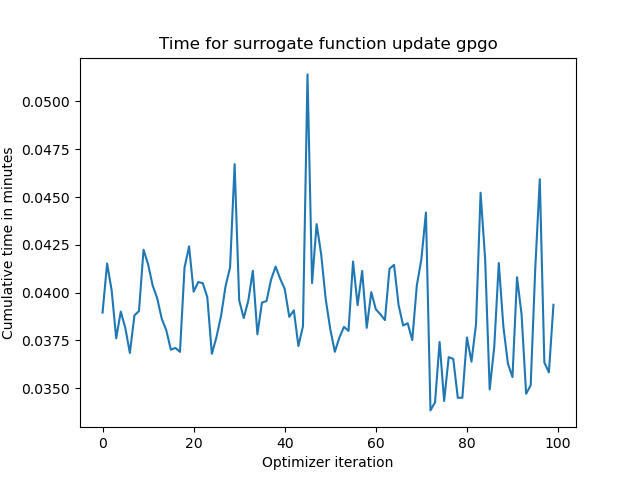 Time for surrogate function update gpgo
Cumulative time in minutes
0.0500
0.0475
0.0450
0.0425
0.0400
0.0375
0.0350
0 20 40 60 80 100
Optimizer iteration